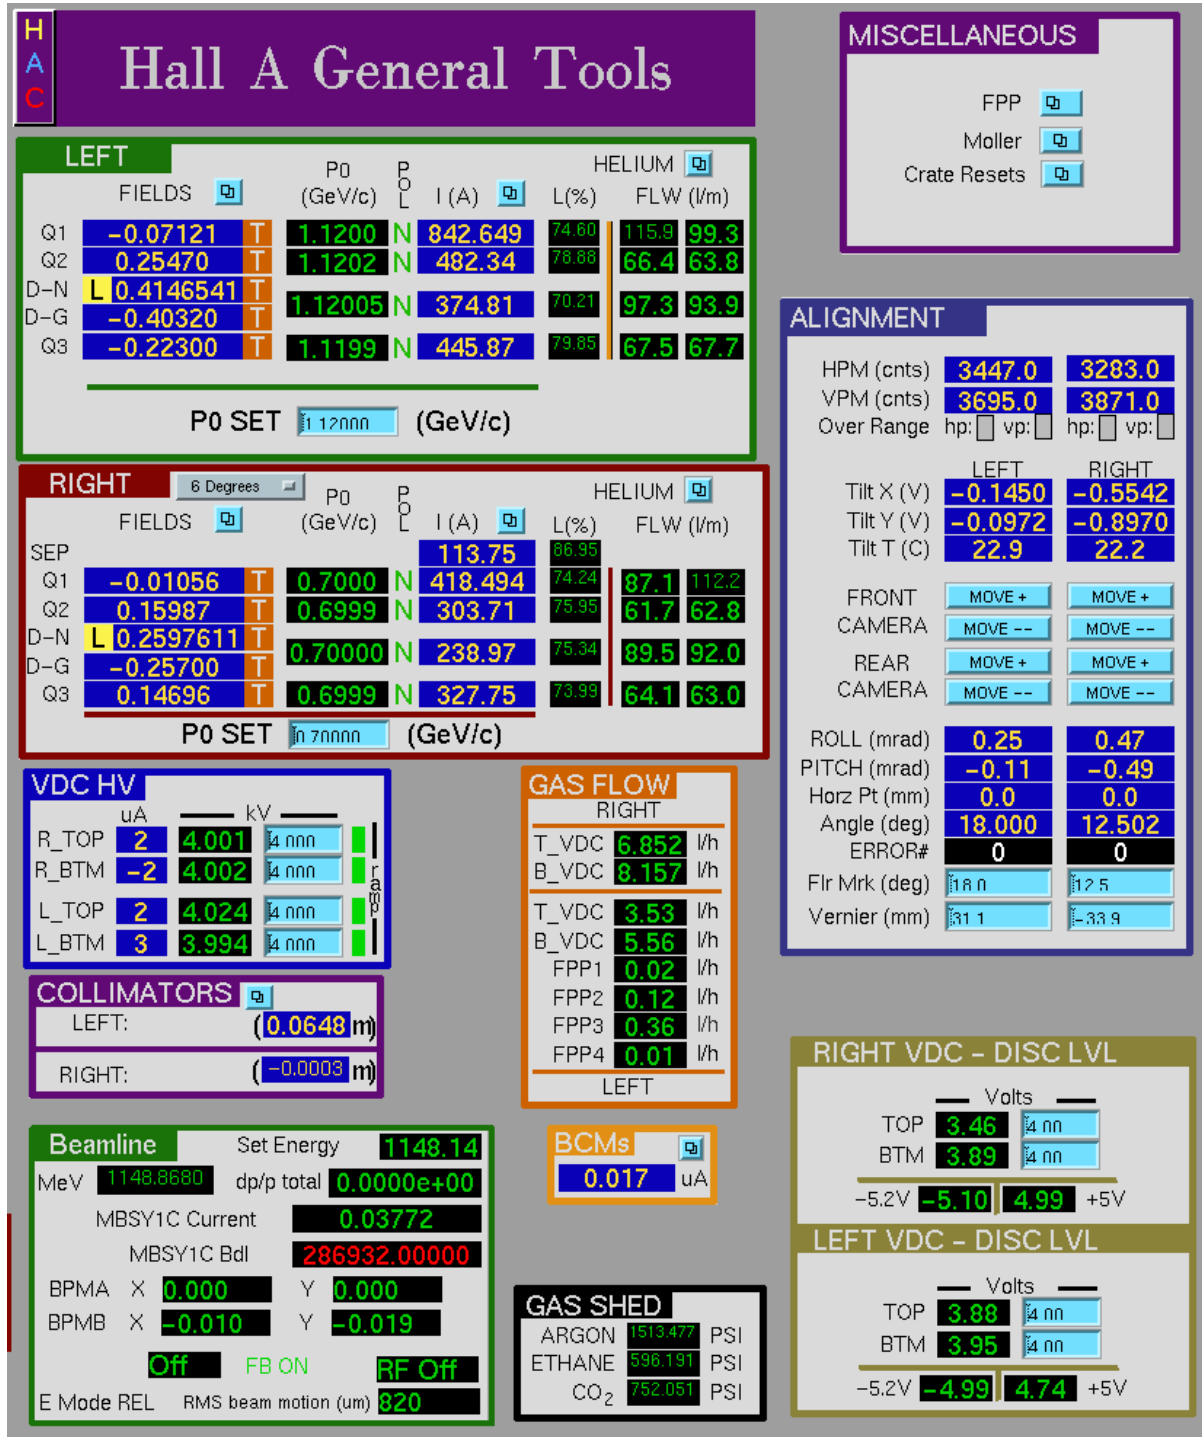 H
A
C
Hall A General Tools
MISCELLANEOUS
FPP
Moller
Crate Resets
LEFT
FIELDS
P0 (GeV/c)
POL
I (A)
HELIUM
L(%) FLW (l/m)
Q1 -0.07121 T 1.1200 N 842.649 74.60 115.9 99.3
Q2 0.25470 T 1.1202 N 482.34 78.88 66.4 63.8
D-N L 0.4146541 T
1.12005 N 374.81 70.21 97.3 93.9
D-G -0.40320 T
Q3 -0.22300 T 1.1199 N 445.87 79.85 67.5 67.7
P0 SET 1.12000 (GeV/c)
RIGHT 6 Degrees
FIELDS
P0 (GeV/c)
POL
I (A)
HELIUM
L(%) FLW (l/m)
SEP 113.75 86.95
Q1 -0.01056 T 0.7000 N 418.494 74.24 87.1 112.2
Q2 0.15987 T 0.6999 N 303.71 75.95 61.7 62.8
D-N L 0.2597611 T
0.70000 N 238.97 75.34 89.5 92.0
D-G -0.25700 T
Q3 0.14696 T 0.6999 N 327.75 73.99 64.1 63.0
P0 SET 0.70000 (GeV/c)
ALIGNMENT
HPM (cnts) 3447.0 3283.0
VPM (cnts) 3695.0 3871.0
Over Range hp: vp: hp: vp:
LEFT RIGHT
Tilt X (V) -0.1450 -0.5542
Tilt Y (V) -0.0972 -0.8970
Tilt T (C) 22.9 22.2
FRONT MOVE + MOVE +
CAMERA MOVE -- MOVE --
REAR MOVE + MOVE +
CAMERA MOVE -- MOVE --
ROLL (mrad) 0.25 0.47
PITCH (mrad) -0.11 -0.49
Horz Pt (mm) 0.0 0.0
Angle (deg) 18.000 12.502
ERROR# 0 0
Flr Mrk (deg) 18.0 12.5
Vernier (mm) 31.1 -33.9
VDC HV
uA kV
R_TOP 2 4.001 4.000
R_BTM -2 4.002 4.000
L_TOP 2 4.024 4.000
L_BTM 3 3.994 4.000
ramp
GAS FLOW
RIGHT
T_VDC 6.852 l/h
B_VDC 8.157 l/h
T_VDC 3.53 l/h
B_VDC 5.56 l/h
FPP1 0.02 l/h
FPP2 0.12 l/h
FPP3 0.36 l/h
FPP4 0.01 l/h
LEFT
COLLIMATORS
LEFT: (0.0648 m)
RIGHT: (-0.0003 m)
Beamline Set Energy 1148.14
MeV 1148.8680 dp/p total 0.0000e+00
MBSY1C Current 0.03772
MBSY1C Bdl 286932.00000
BPMA X 0.000 Y 0.000
BPMB X -0.010 Y -0.019
Off FB ON RF Off
E Mode REL RMS beam motion (um) 820
BCMs
0.017 uA
GAS SHED
ARGON 1513.477 PSI
ETHANE 596.191 PSI
CO2 752.051 PSI
RIGHT VDC - DISC LVL
Volts
TOP 3.46 4.00
BTM 3.89 4.00
-5.2V -5.10 4.99 +5V
LEFT VDC - DISC LVL
Volts
TOP 3.88 4.00
BTM 3.95 4.00
-5.2V -4.99 4.74 +5V